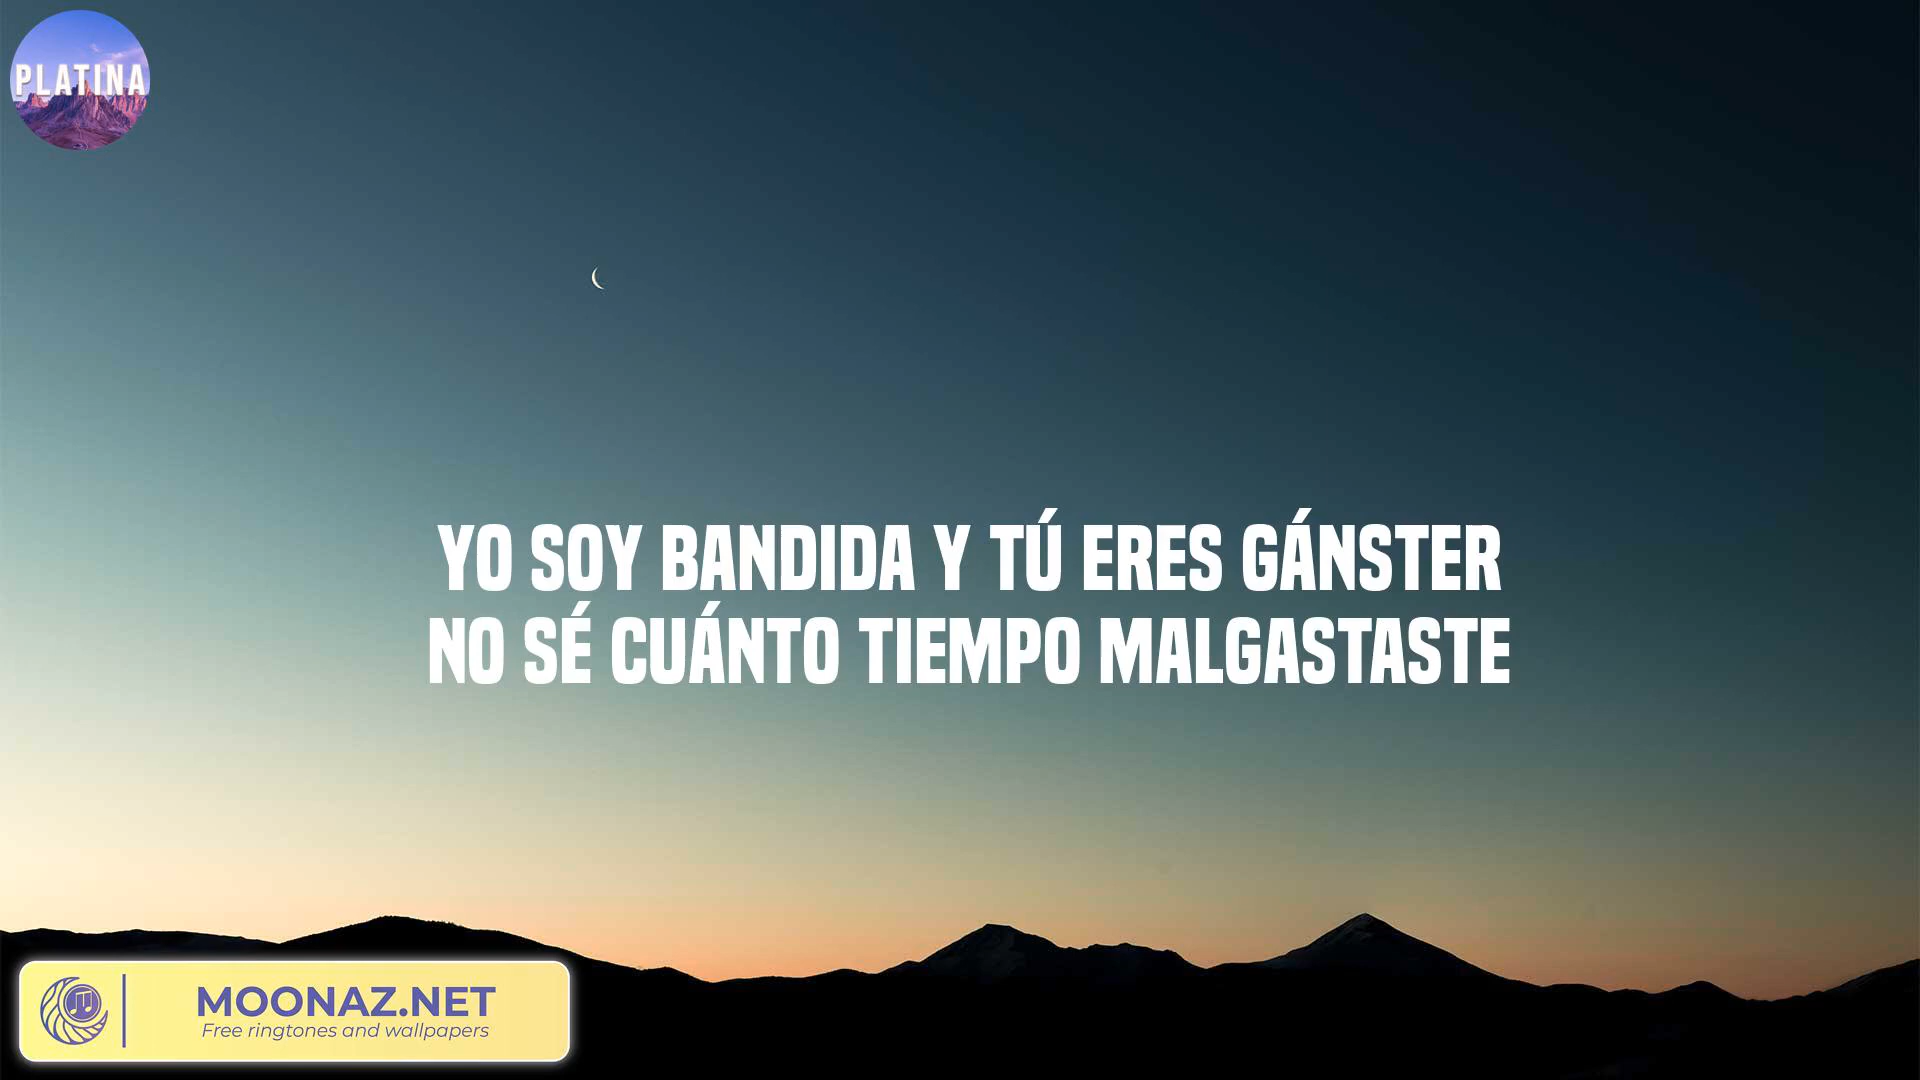 PLATINA
YO SOY BANDIDA Y TÚ ERES GÁNSTER
NO SÉ CUÁNTO TIEMPO MALGASTASTE
MOONAZ.NET
Free ringtones and wallpapers